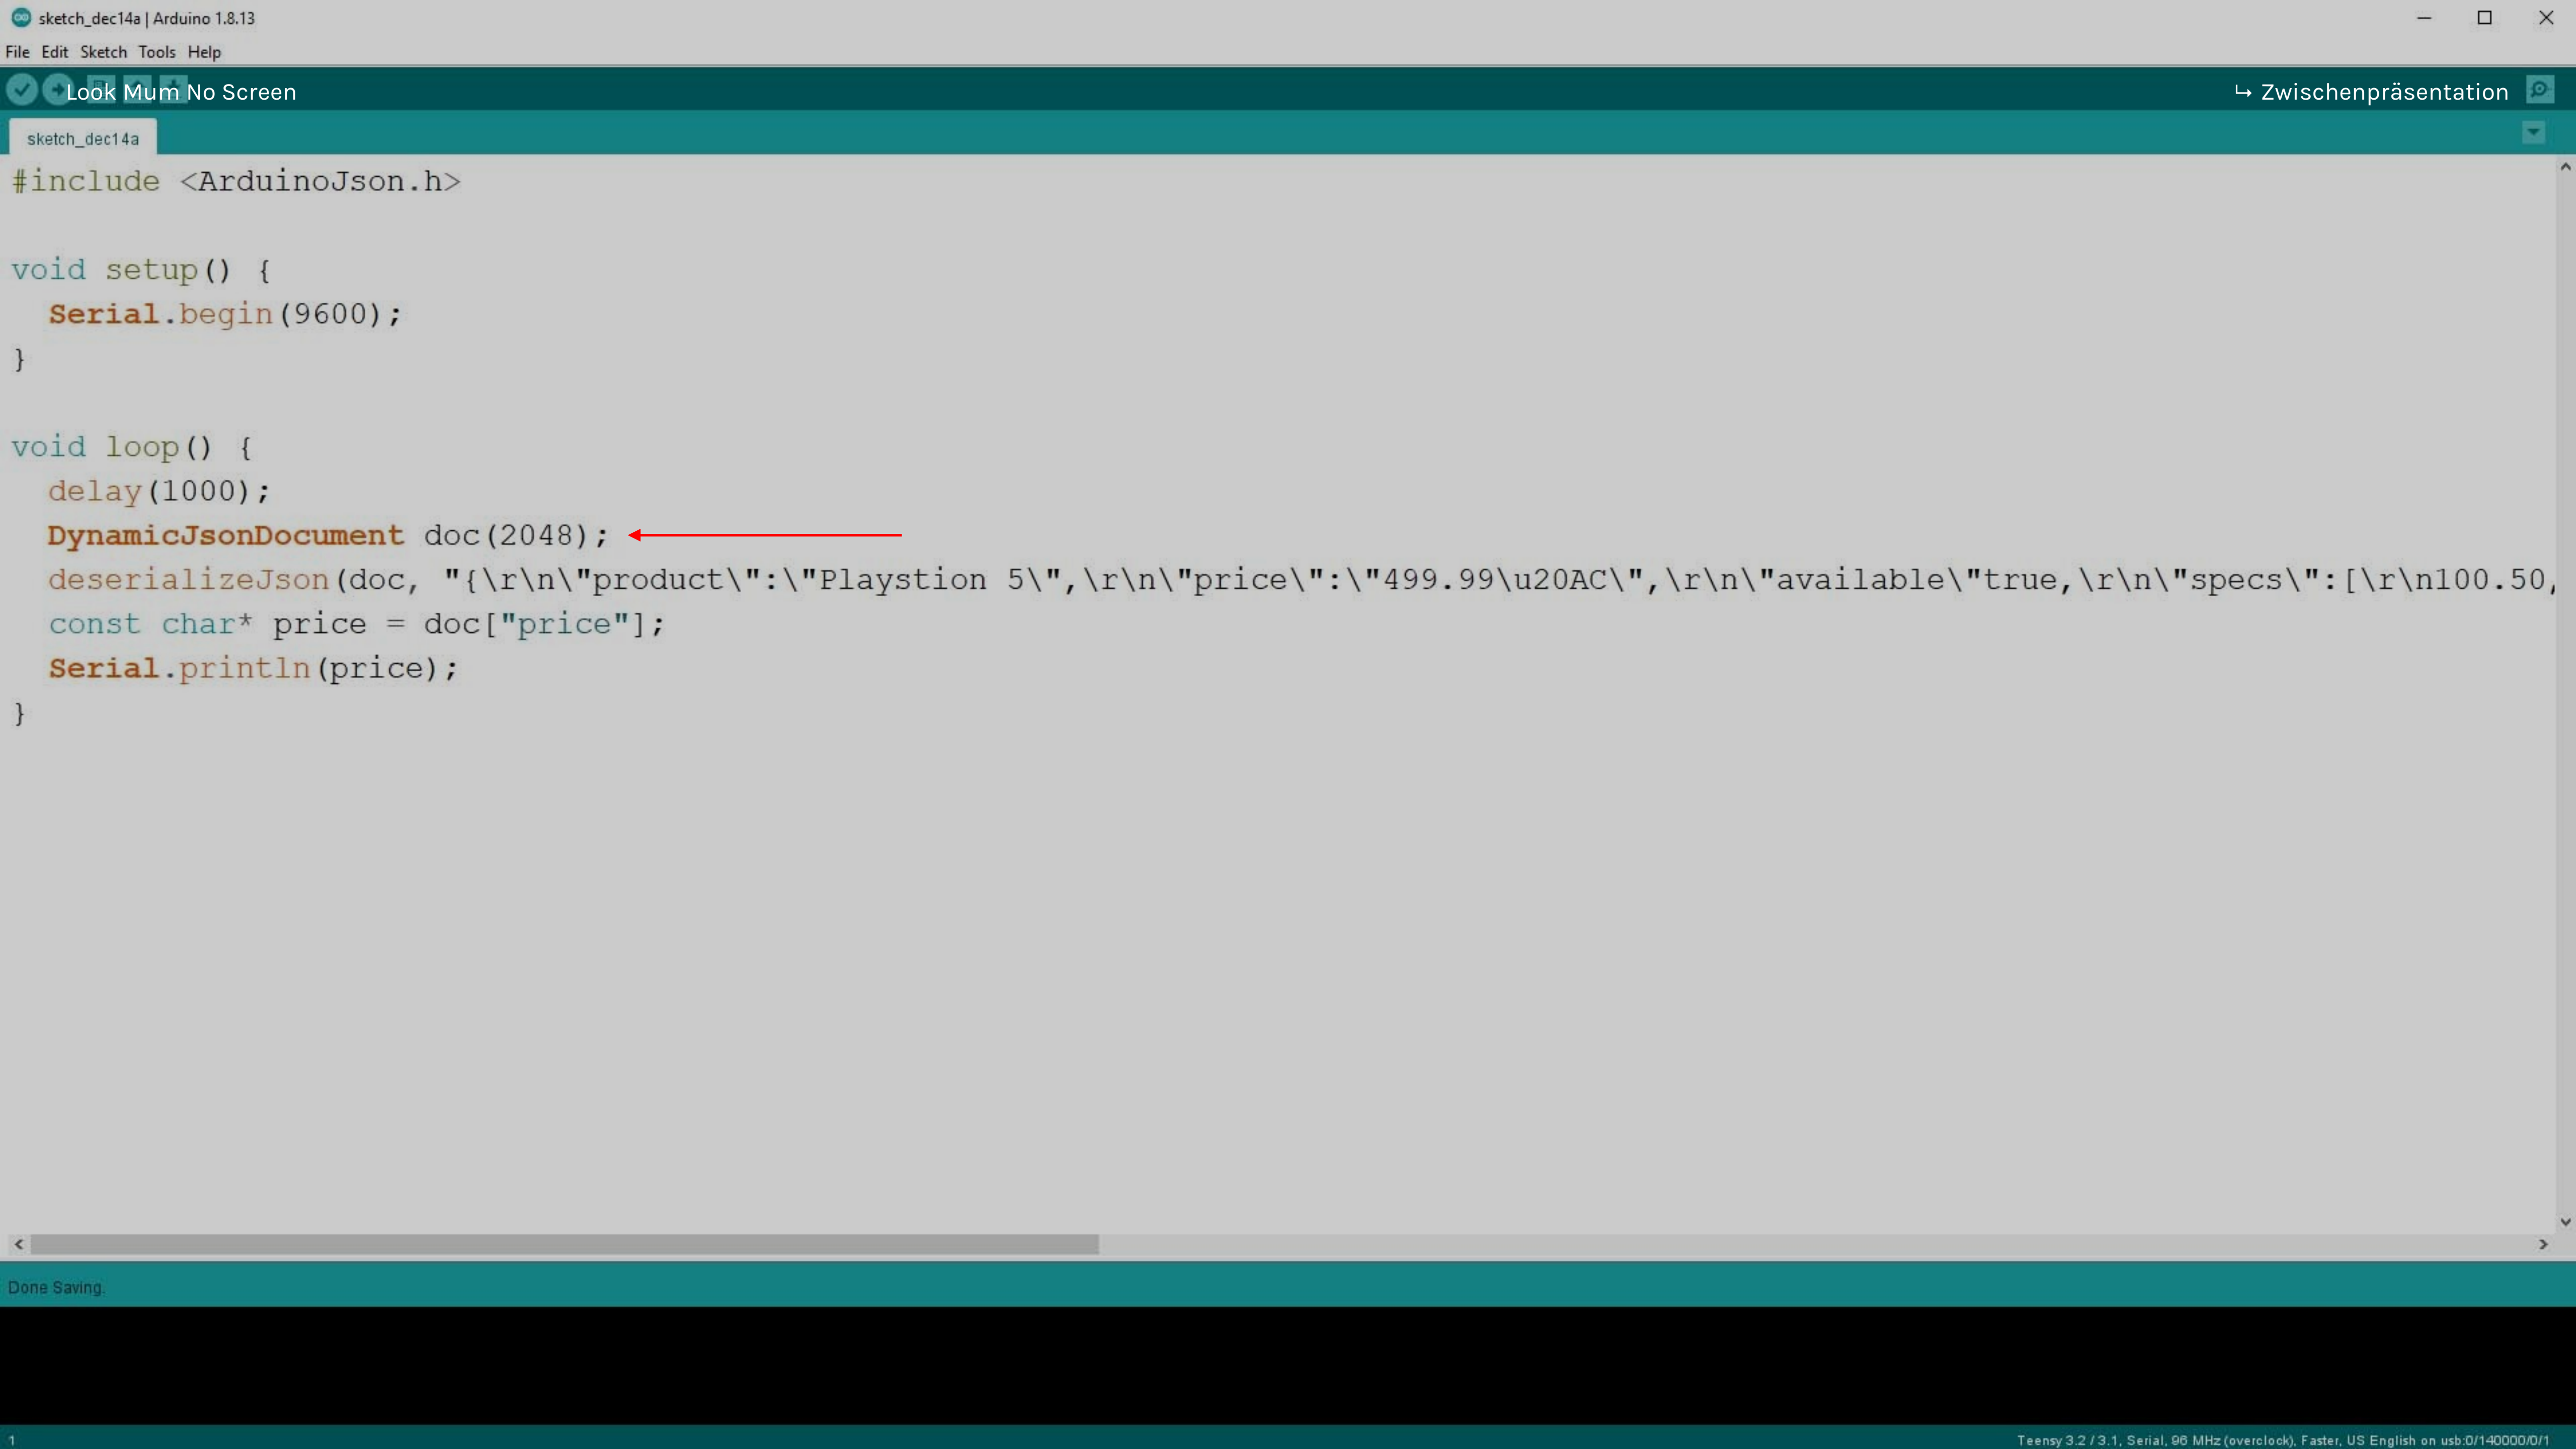 sketch_dec14a | Arduino 1.8.13
File Edit Sketch Tools Help
Look Mum No Screen
↳ Zwischenpräsentation
sketch_dec14a
#include <ArduinoJson.h>
void setup() {
  Serial.begin(9600);
}
void loop() {
  delay(1000);
  DynamicJsonDocument doc(2048);
  deserializeJson(doc, "{\r\n\"product\":\"Playstion 5\",\r\n\"price\":\"499.99\u20AC\",\r\n\"available\"true,\r\n\"specs\":[\r\n100.50,
  const char* price = doc["price"];
  Serial.println(price);
}
Done Saving.
1
Teensy 3.2 / 3.1, Serial, 96 MHz (overclock), Faster, US English on usb:0/140000/0/1